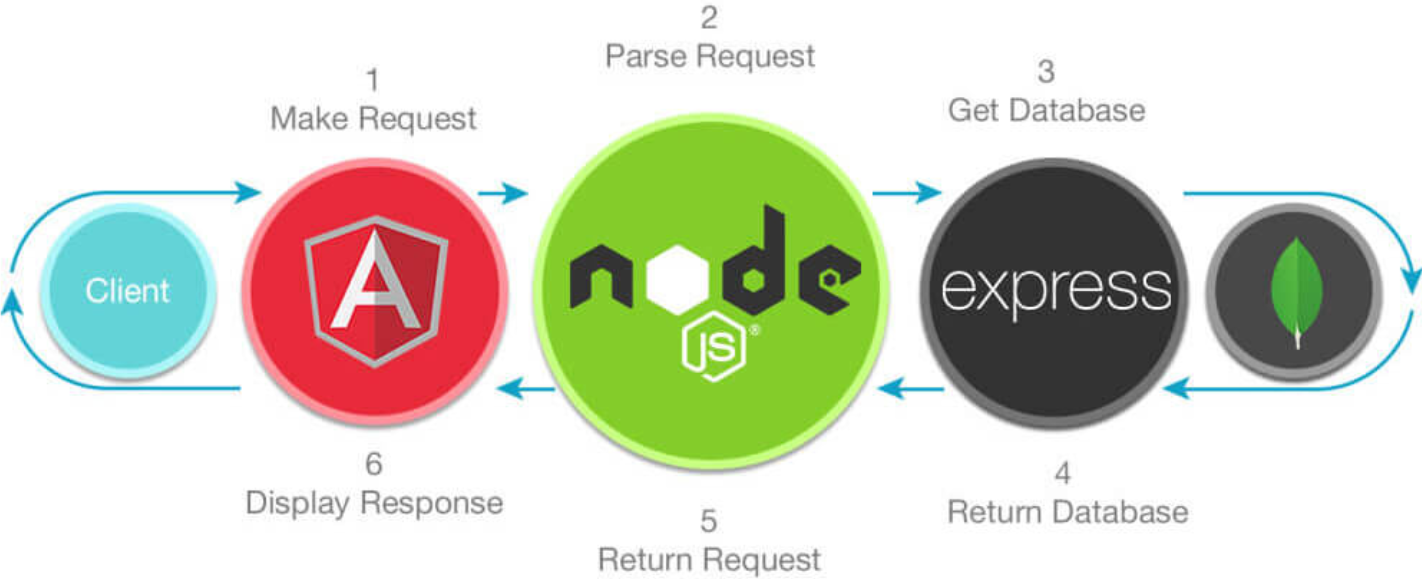 2
Parse Request
1
Make Request
3
Get Database
Client
A
node
JS®
express
6
Display Response
4
Return Database
5
Return Request